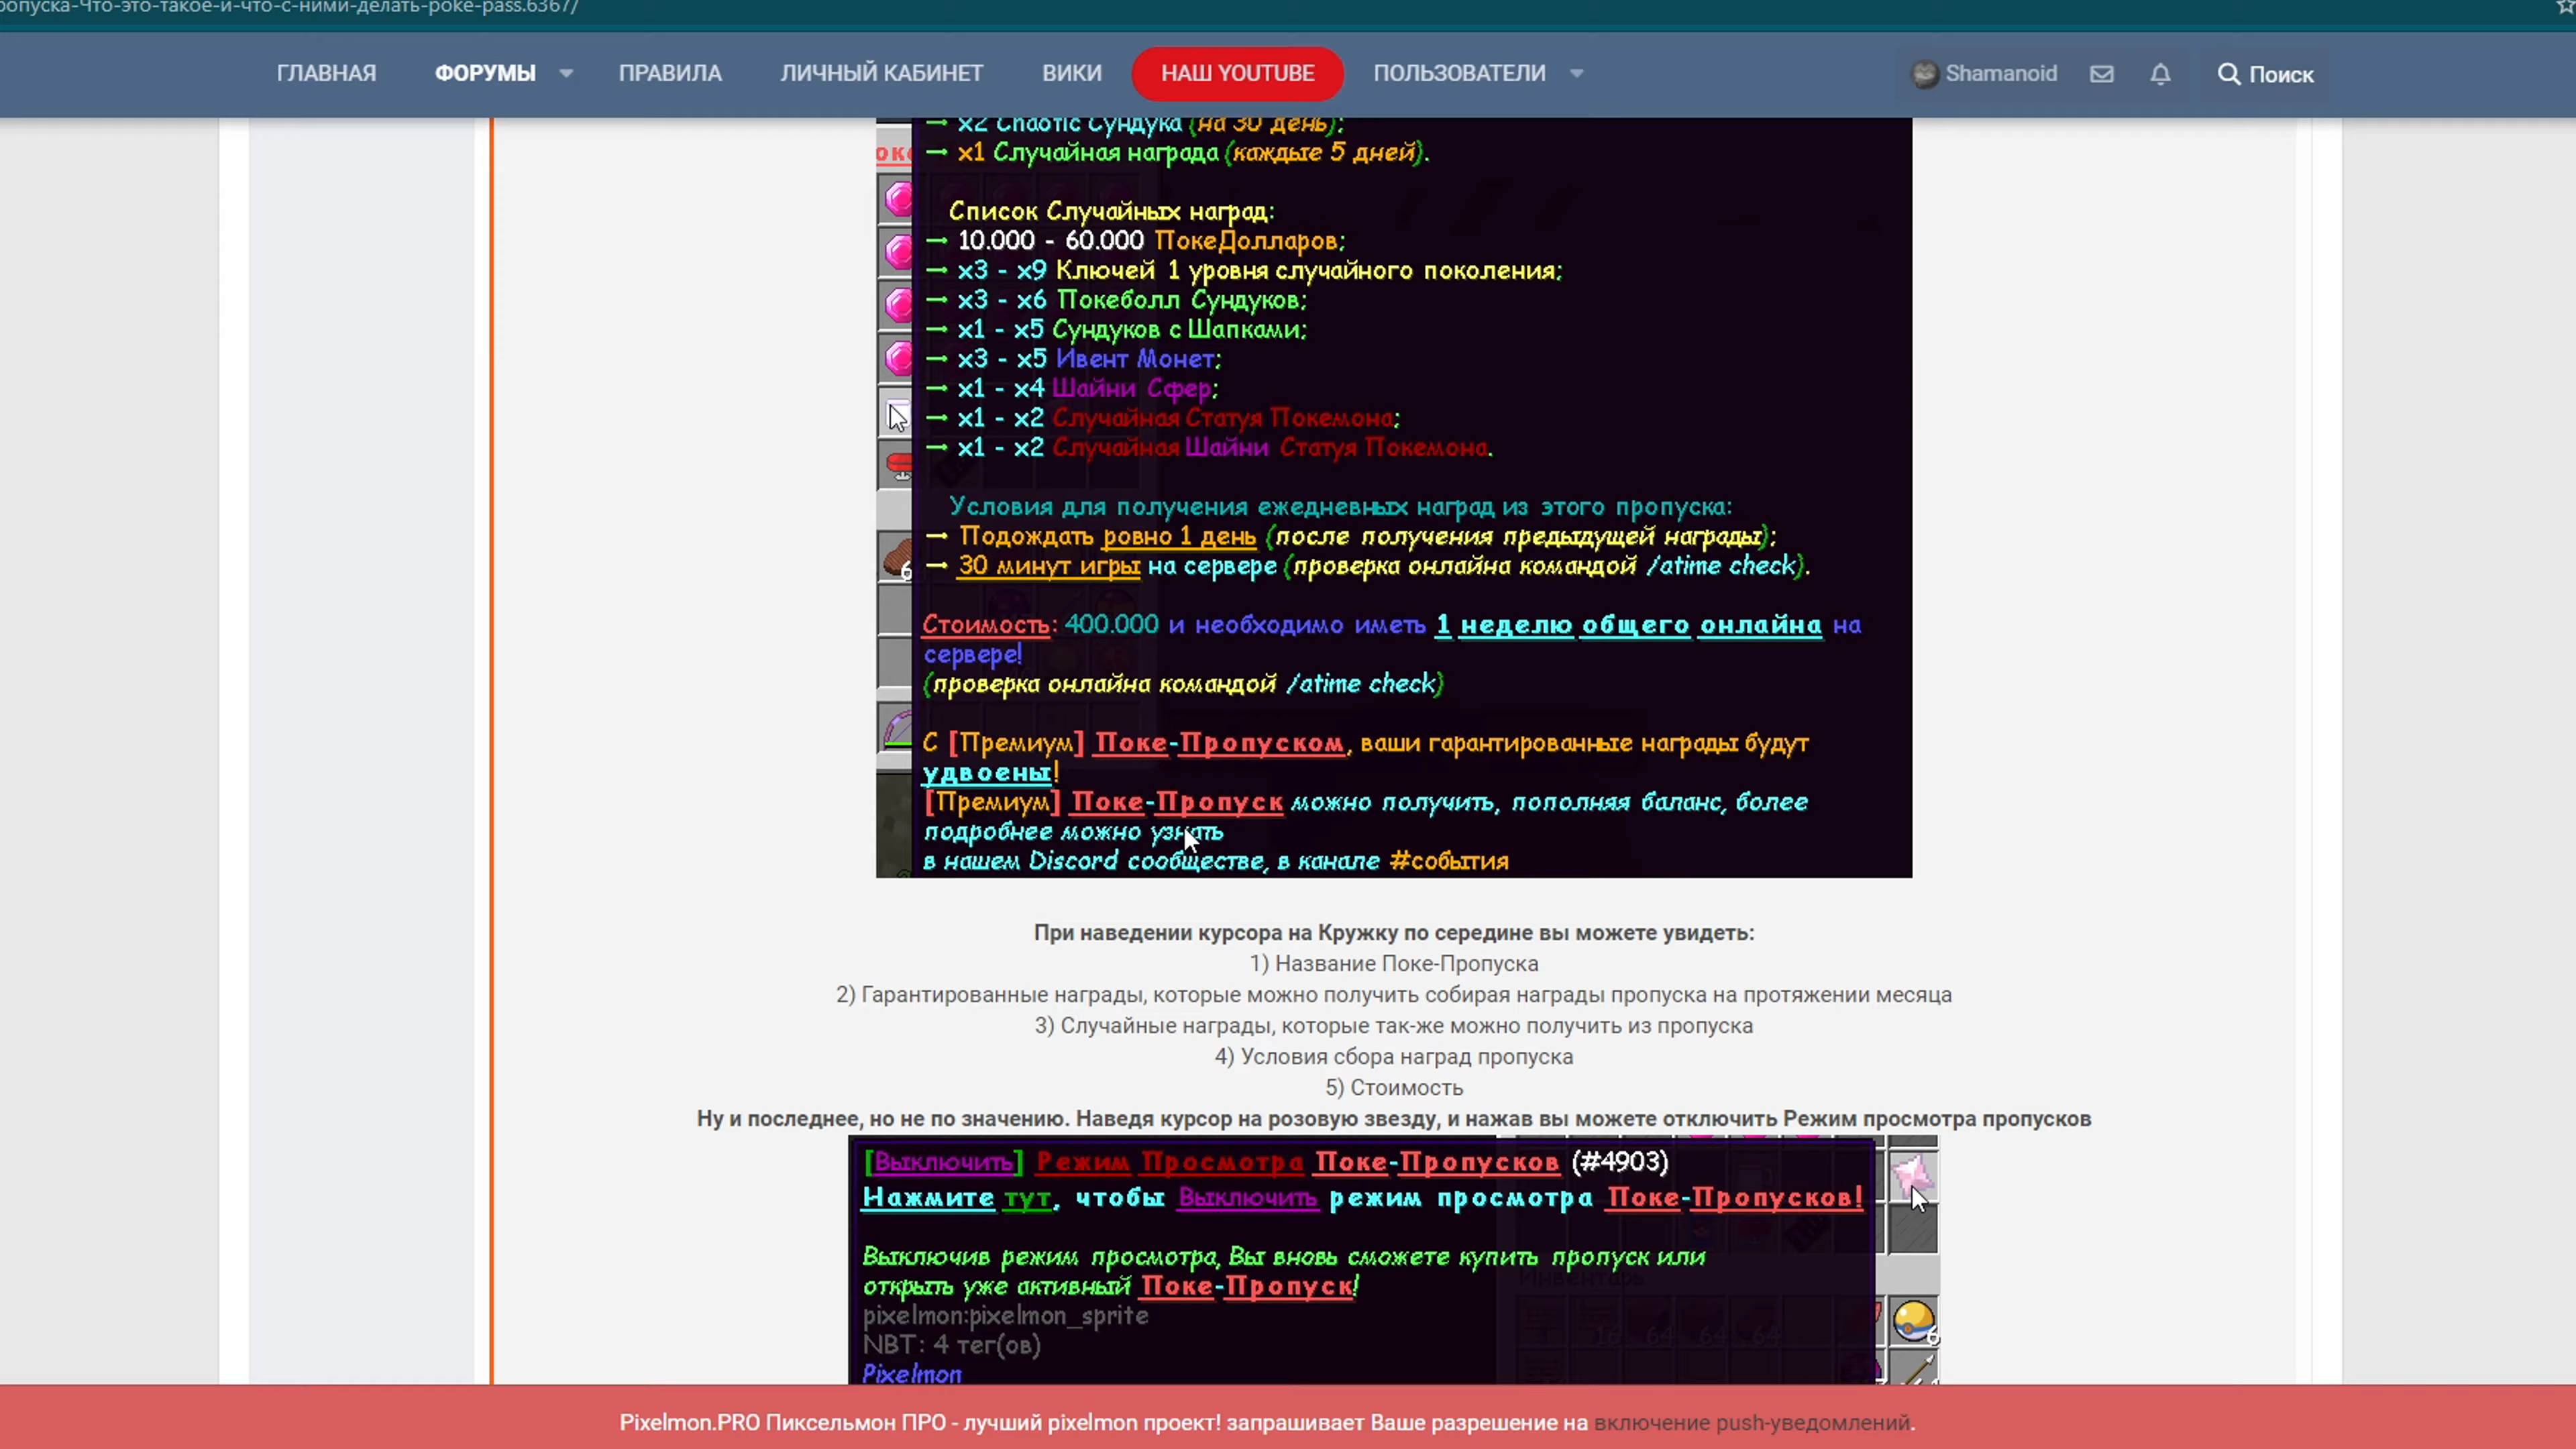 ропуска-Что-это-такое-и-что-с-ними-делать-poke-pass.6367/
ГЛАВНАЯ ФОРУМЫ ПРАВИЛА ЛИЧНЫЙ КАБИНЕТ ВИКИ НАШ YOUTUBE ПОЛЬЗОВАТЕЛИ Shamanoid Поиск
→ x2 Chaotic Сундука (на 30 день);
→ x1 Случайная награда (каждые 5 дней).
Список Случайных наград:
→ 10.000 - 60.000 ПокеДолларов;
→ x3 - x9 Ключей 1 уровня случайного поколения;
→ x3 - x6 Покеболл Сундуков;
→ x1 - x5 Сундуков с Шапками;
→ x3 - x5 Ивент Монет;
→ x1 - x4 Шайни Сфер;
→ x1 - x2 Случайная Статуя Покемона;
→ x1 - x2 Случайная Шайни Статуя Покемона.
Условия для получения ежедневных наград из этого пропуска:
→ Подождать ровно 1 день (после получения предыдущей награды);
→ 30 минут игры на сервере (проверка онлайна командой /atime check).
Стоимость: 400.000 и необходимо иметь 1 неделю общего онлайна на
сервере!
(проверка онлайна командой /atime check)
С [Премиум] Поке-Пропуском, ваши гарантированные награды будут
удвоены!
[Премиум] Поке-Пропуск можно получить, пополняя баланс, более
подробнее можно узнать
в нашем Discord сообществе, в канале #события
При наведении курсора на Кружку по середине вы можете увидеть:
1) Название Поке-Пропуска
2) Гарантированные награды, которые можно получить собирая награды пропуска на протяжении месяца
3) Случайные награды, которые так-же можно получить из пропуска
4) Условия сбора наград пропуска
5) Стоимость
Ну и последнее, но не по значению. Наведя курсор на розовую звезду, и нажав вы можете отключить Режим просмотра пропусков
[Выключить] Режим Просмотра Поке-Пропусков (#4903)
Нажмите тут, чтобы Выключить режим просмотра Поке-Пропусков!
Выключив режим просмотра, Вы вновь сможете купить пропуск или
открыть уже активный Поке-Пропуск!
pixelmon:pixelmon_sprite
NBT: 4 тег(ов)
Pixelmon
Pixelmon.PRO Пиксельмон ПРО - лучший pixelmon проект! запрашивает Ваше разрешение на включение push-уведомлений.